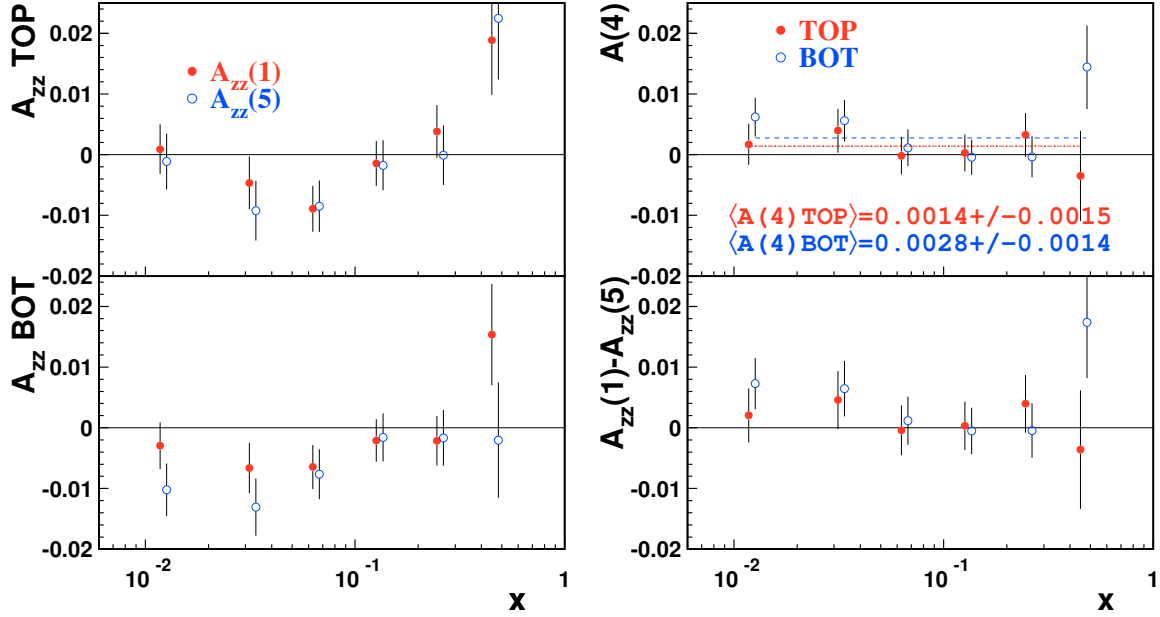 A_zz TOP
0.02
0.01
0
-0.01
-0.02
A_zz(1)
A_zz(5)
A(4)
0.02
0.01
0
-0.01
-0.02
TOP
BOT
⟨A(4)TOP⟩=0.0014+/-0.0015
⟨A(4)BOT⟩=0.0028+/-0.0014
A_zz BOT
0.02
0.01
0
-0.01
-0.02
10^-2
10^-1
1
x
A_zz(1)-A_zz(5)
0.02
0.01
0
-0.01
-0.02
10^-2
10^-1
1
x